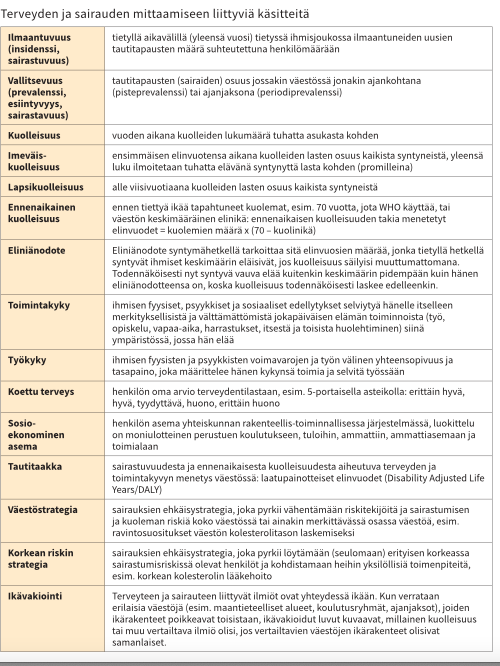 Terveyden ja sairauden mittaamiseen liittyviä käsitteitä
Ilmaantuvuus
(insidenssi,
sairastuvuus)
tietyllä aikavälillä (yleensä vuosi) tietyssä ihmisjoukossa ilmaantuneiden uusien
tautitapausten määrä suhteutettuna henkilömäärään
Vallitsevuus
(prevalenssi,
esiintyvyys,
sairastavuus)
tautitapausten (sairaiden) osuus jossakin väestössä jonakin ajankohtana
(pisteprevalenssi) tai ajanjaksona (periodiprevalenssi)
Kuolleisuus
vuoden aikana kuolleiden lukumäärä tuhatta asukasta kohden
Imeväis-
kuolleisuus
ensimmäisen elinvuotensa aikana kuolleiden lasten osuus kaikista syntyneistä, yleensä
luku ilmoitetaan tuhatta elävänä syntynyttä lasta kohden (promilleina)
Lapsikuolleisuus
alle viisivuotiaana kuolleiden lasten osuus kaikista syntyneistä
Ennenaikainen
kuolleisuus
ennen tiettyä ikää tapahtuneet kuolemat, esim. 70 vuotta, jota WHO käyttää, tai
väestön keskimääräinen elinikä: ennenaikaisen kuolleisuuden takia menetetyt
elinvuodet = kuolemien määrä x (70 – kuolinikä)
Eliniänodote
Eliniänodote syntymähetkellä tarkoittaa sitä elinvuosien määrää, jonka tietyllä hetkellä
syntyvät ihmiset keskimäärin eläisivät, jos kuolleisuus säilyisi muuttumattomana.
Todennäköisesti nyt syntyvä vauva elää kuitenkin keskimäärin pidempään kuin hänen
eliniänodotteensa on, koska kuolleisuus todennäköisesti laskee edelleenkin.
Toimintakyky
ihmisen fyysiset, psyykkiset ja sosiaaliset edellytykset selviytyä hänelle itselleen
merkityksellisistä ja välttämättömistä jokapäiväisen elämän toiminnoista (työ,
opiskelu, vapaa-aika, harrastukset, itsestä ja toisista huolehtiminen) siinä
ympäristössä, jossa hän elää
Työkyky
ihmisen fyysisten ja psyykkisten voimavarojen ja työn välinen yhteensopivuus ja
tasapaino, joka määrittelee hänen kykynsä toimia ja selvitä työssään
Koettu terveys
henkilön oma arvio terveydentilastaan, esim. 5-portaisella asteikolla: erittäin hyvä,
hyvä, tyydyttävä, huono, erittäin huono
Sosio-
ekonominen
asema
henkilön asema yhteiskunnan rakenteellis-toiminnallisessa järjestelmässä, luokittelu
on moniulotteinen perustuen koulutukseen, tuloihin, ammattiin, ammattiasemaan ja
toimialaan
Tautitaakka
sairastuvuudesta ja ennenaikaisesta kuolleisuudesta aiheutuva terveyden ja
toimintakyvyn menetys väestössä: laatupainotteiset elinvuodet (Disability Adjusted Life
Years/DALY)
Väestöstrategia
sairauksien ehkäisystrategia, joka pyrkii vähentämään riskitekijöitä ja sairastumisen
ja kuoleman riskiä koko väestössä tai ainakin merkittävässä osassa väestöä, esim.
ravintosuositukset väestön kolesterolitason laskemiseksi
Korkean riskin
strategia
sairauksien ehkäisystrategia, joka pyrkii löytämään (seulomaan) erityisen korkeassa
sairastumisriskissä olevat henkilöt ja kohdistamaan heihin yksilöllisiä toimenpiteitä,
esim. korkean kolesterolin lääkehoito
Ikävakiointi
Terveyteen ja sairauteen liittyvät ilmiöt ovat yhteydessä ikään. Kun verrataan
erilaisia väestöjä (esim. maantieteelliset alueet, koulutusryhmät, ajanjaksot), joiden
ikärakenteet poikkeavat toisistaan, ikävakioidut luvut kuvaavat, millainen kuolleisuus
tai muu vertailtava ilmiö olisi, jos vertailtavien väestöjen ikärakenteet olisivat
samanlaiset.